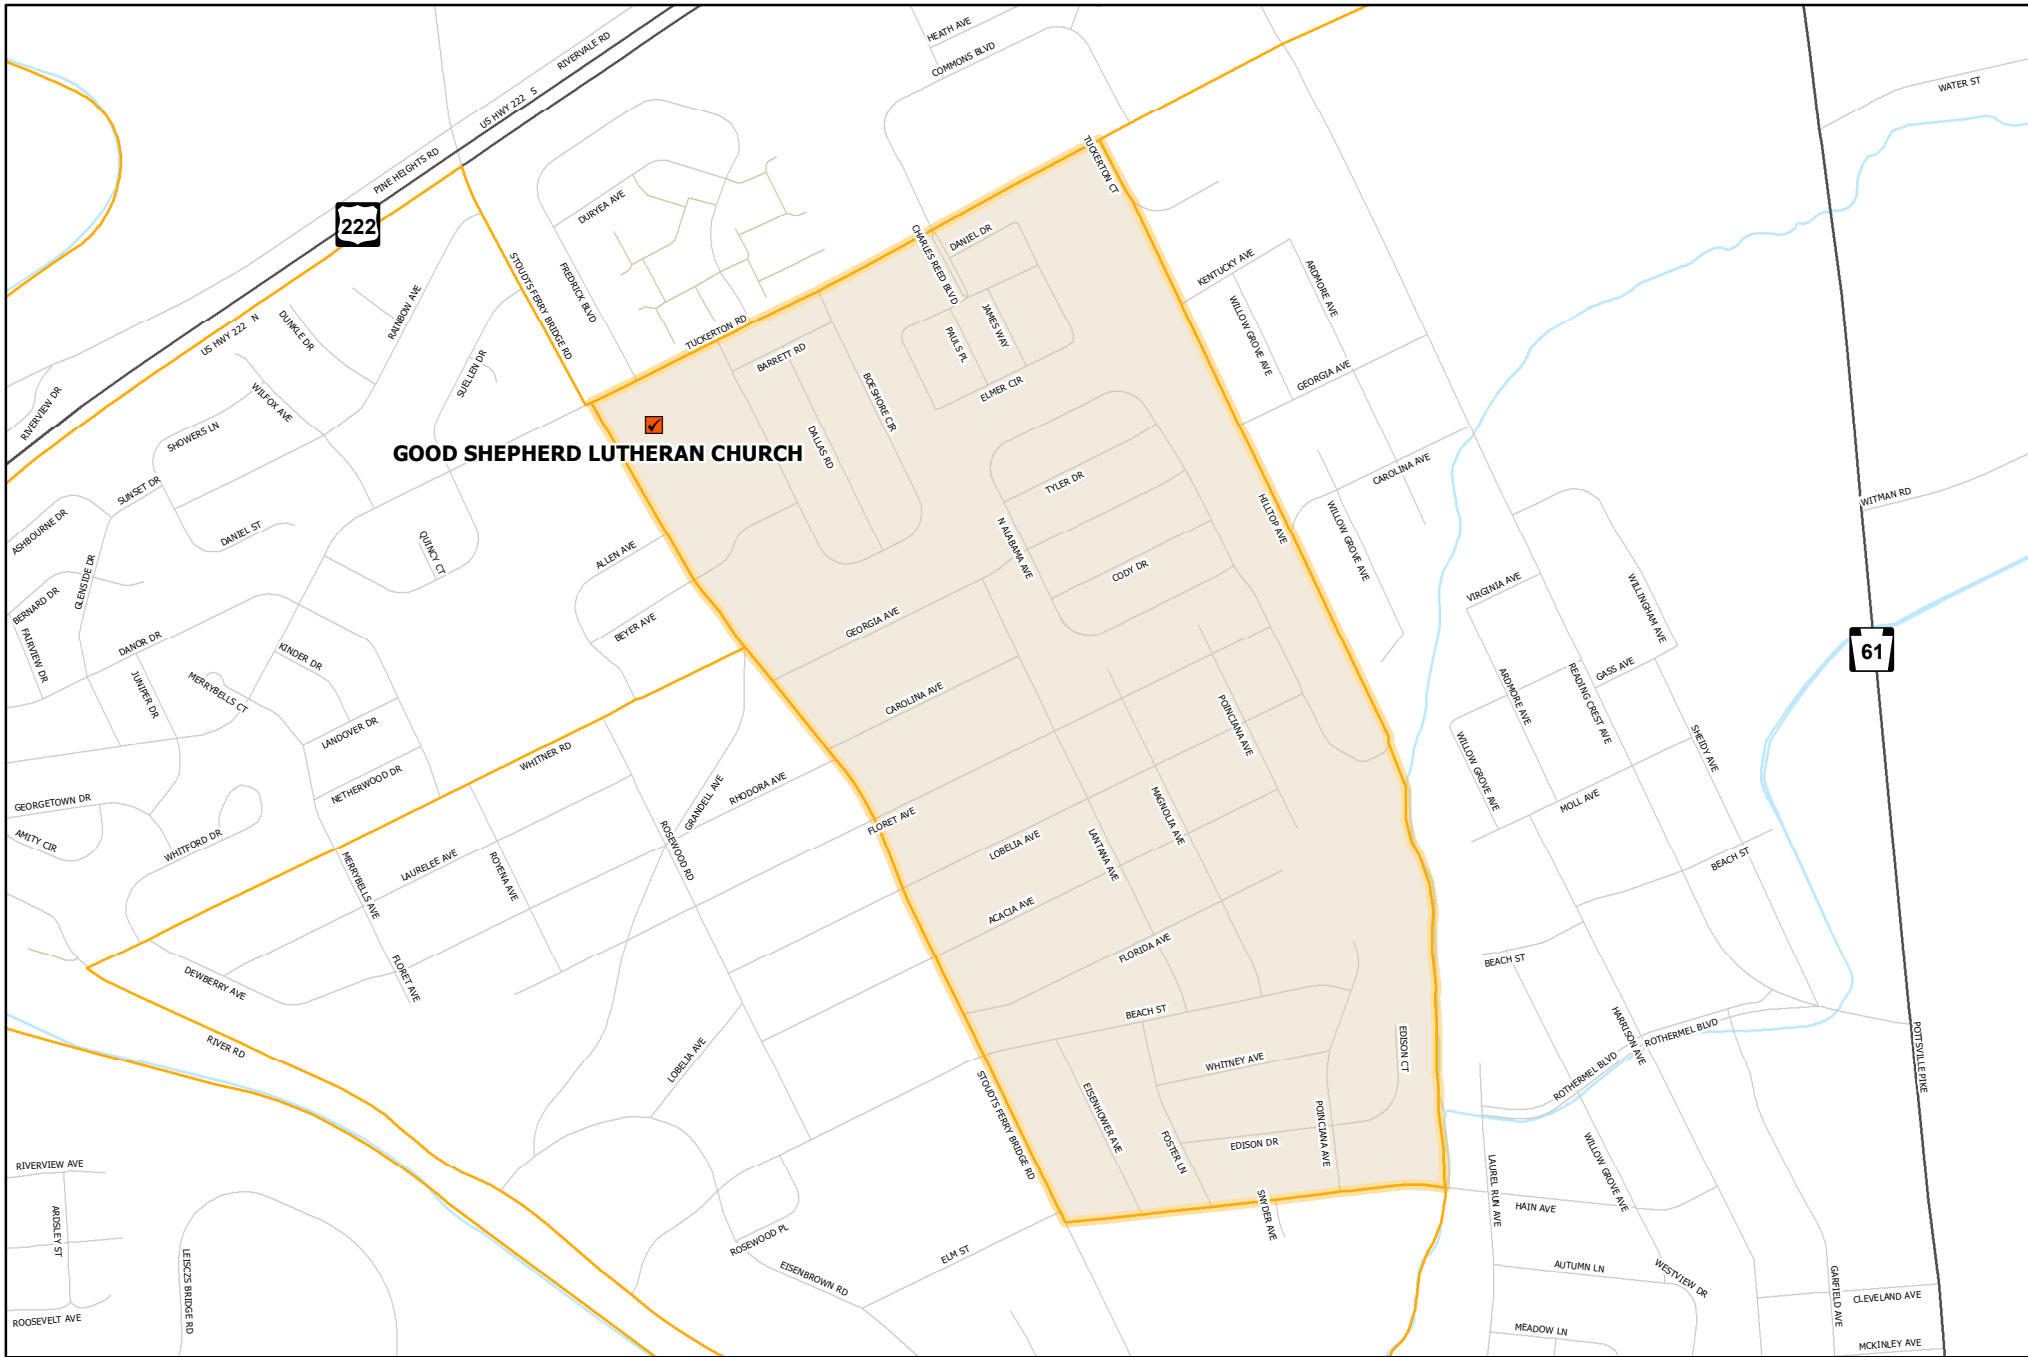 HEATH AVE
RIVERVALE RD
COMMONS BLVD
WATER ST
US HWY 222 S
PINE HEIGHTS RD
TUCKERTON CT
DURYEA AVE
222
CHARLES REED BLVD
DANIEL DR
STOUDTS FERRY BRIDGE RD
FREDRICK BLVD
KENTUCKY AVE
ARDMORE AVE
RAINBOW AVE
US HWY 222 N
DUNKLE DR
WILLOW GROVE AVE
JAMES WAY
PAULS PL
TUCKERTON RD
BARRETT RD
SUELLEN DR
GEORGIA AVE
ELMER CIR
BOESHORE CIR
RIVERVIEW DR
WILFOX AVE
SHOWERS LN
GOOD SHEPHERD LUTHERAN CHURCH
DALLAS RD
CAROLINA AVE
TYLER DR
SUNSET DR
WITMAN RD
HILLTOP AVE
ASHBOURNE DR
DANIEL ST
WILLOW GROVE AVE
N ALABAMA AVE
QUINCY CT
ALLEN AVE
CODY DR
GLENSIDE DR
VIRGINIA AVE
WILLINGHAM AVE
BERNARD DR
GEORGIA AVE
BEYER AVE
FAIRVIEW DR
DANOR DR
KINDER DR
61
GASS AVE
JUNIPER DR
MERRYBELLS CT
CAROLINA AVE
ARDMORE AVE
READING CREST AVE
POINCIANA AVE
LANDOVER DR
WHITNER RD
SHEIDY AVE
WILLOW GROVE AVE
NETHERWOOD DR
RHODORA AVE
GRANDELL AVE
GEORGETOWN DR
MOLL AVE
MAGNOLIA AVE
FLORET AVE
AMITY CIR
WHITFORD DR
LOBELIA AVE
LANTANA AVE
ROSEWOOD RD
LAURELEE AVE
ROYENA AVE
MERRYBELLS AVE
BEACH ST
ACACIA AVE
FLORIDA AVE
BEACH ST
FLORET AVE
DEWBERRY AVE
BEACH ST
HARRISON AVE
ROTHERMEL BLVD
RIVER RD
LOBELIA AVE
EDISON CT
WHITNEY AVE
ROTHERMEL BLVD
POTTSVILLE PIKE
STOUDTS FERRY BRIDGE RD
EISENHOWER AVE
POINCIANA AVE
FOSTER LN
EDISON DR
WILLOW GROVE AVE
LAUREL RUN AVE
RIVERVIEW AVE
SNYDER AVE
HAIN AVE
ARDSLEY ST
ROSEWOOD PL
ELM ST
LEISCZS BRIDGE RD
EISENBROWN RD
AUTUMN LN
WESTVIEW DR
GARFIELD AVE
CLEVELAND AVE
ROOSEVELT AVE
MEADOW LN
MCKINLEY AVE